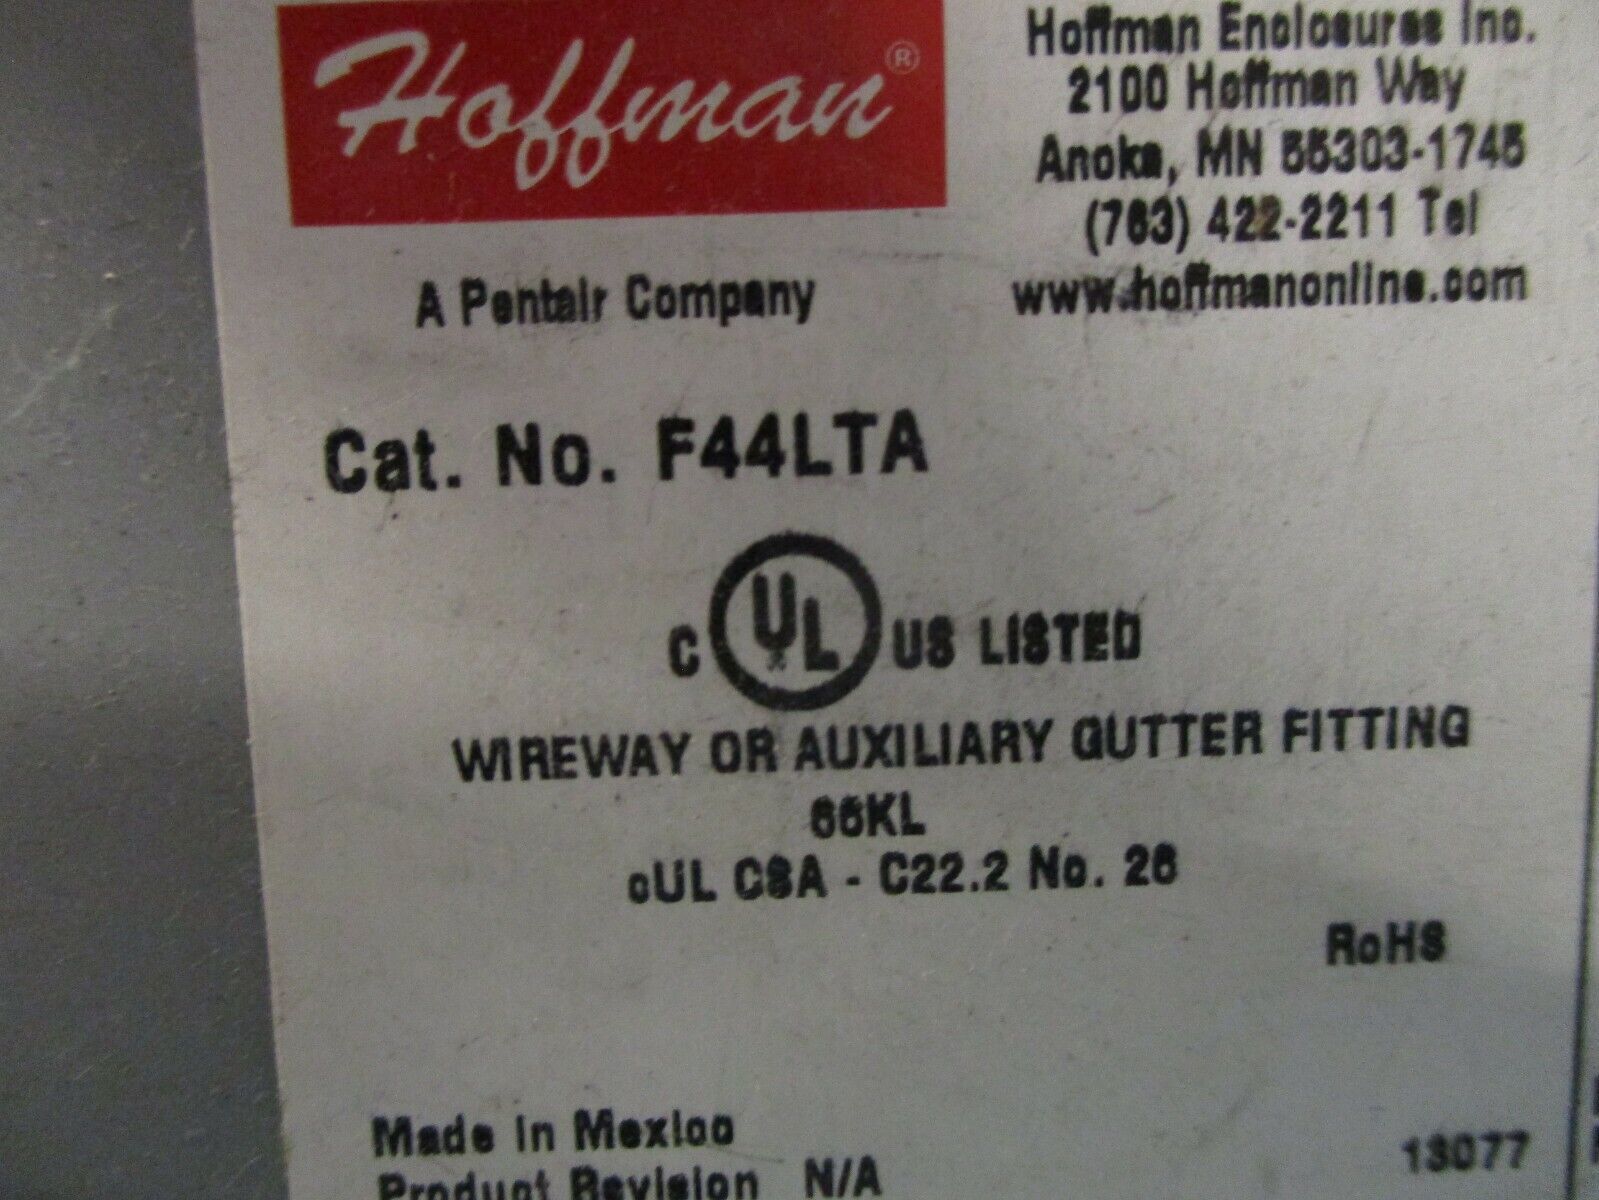 Hoffman®
Hoffman Enclosures Inc.
2100 Hoffman Way
Anoka, MN 55303-1745
(763) 422-2211 Tel
www.hoffmanonline.com
A Pentair Company
Cat. No. F44LTA
C UL US LISTED
WIREWAY OR AUXILIARY GUTTER FITTING
66KL
cUL CSA - C22.2 No. 26
RoHS
Made in Mexico
13077
Product Revision N/A